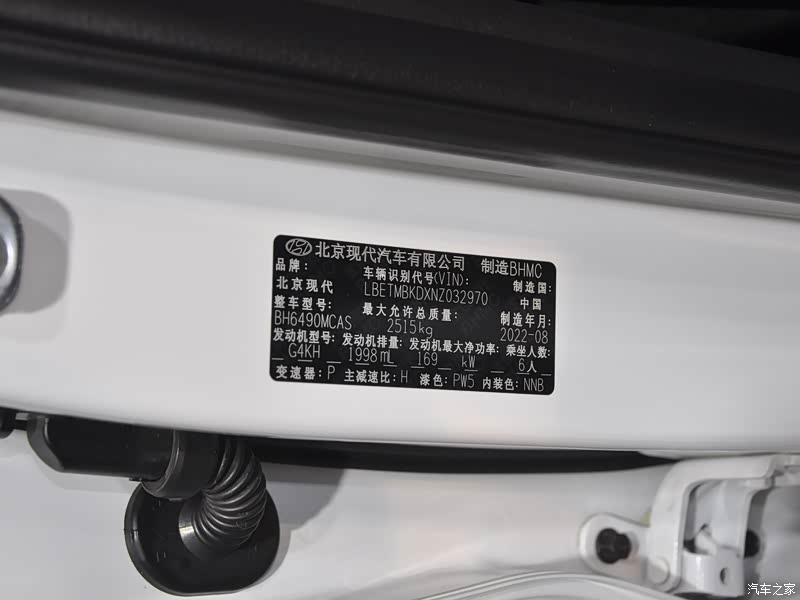 北京现代汽车有限公司 制造BHMC
品牌: 车辆识别代号(VIN): 制造国:
北京现代 LBETMBKDXNZ032970 中国
整车型号: 最大允许总质量: 制造年月:
BH6490MCAS 2515kg 2022-08
发动机型号: 发动机排量: 发动机最大净功率: 乘坐人数:
G4KH 1998mL 169 kW 6人
变速器: P 主减速比: H 漆色: PW5 内装色: NNB
汽车之家